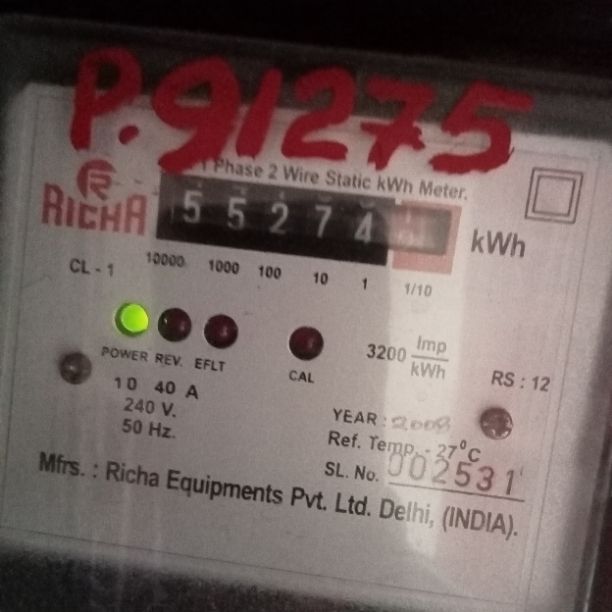 P.91275
1 Phase 2 Wire Static kWh Meter.
RICHA
55274 kWh
CL - 1 10000 1000 100 10 1 1/10
POWER REV. EFLT CAL
3200 Imp/kWh
RS : 12
10 40 A
240 V.
50 Hz.
YEAR : 2008
Ref. Temp. - 27°C
SL. No. 002531
Mfrs. : Richa Equipments Pvt. Ltd. Delhi, (INDIA).